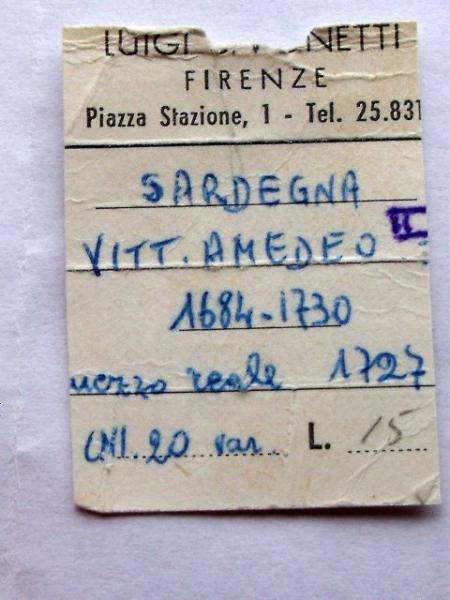 LUIGI
FIRENZE
Piazza Stazione, 1 - Tel. 25.831
SARDEGNA
VITT. AMEDEO II
1684-1730
mezzo reale 1727
CNI. 20 var. L. 15